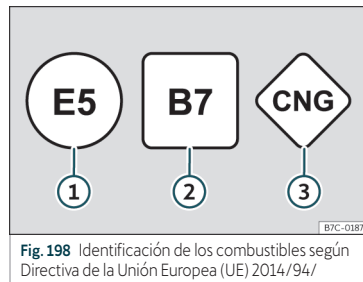 E5 B7 CNG
1 2 3
B7C-0187
Fig. 198 Identificación de los combustibles según
Directiva de la Unión Europea (UE) 2014/94/